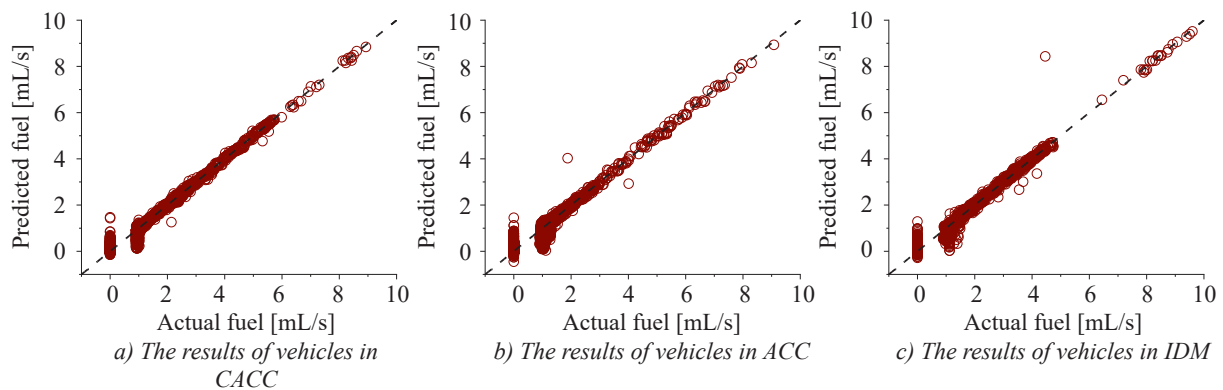 10
8
6
4
2
0
Predicted fuel [mL/s]
0 2 4 6 8 10
Actual fuel [mL/s]
a) The results of vehicles in
CACC
10
8
6
4
2
0
Predicted fuel [mL/s]
0 2 4 6 8 10
Actual fuel [mL/s]
b) The results of vehicles in ACC
10
8
6
4
2
0
Predicted fuel [mL/s]
0 2 4 6 8 10
Actual fuel [mL/s]
c) The results of vehicles in IDM